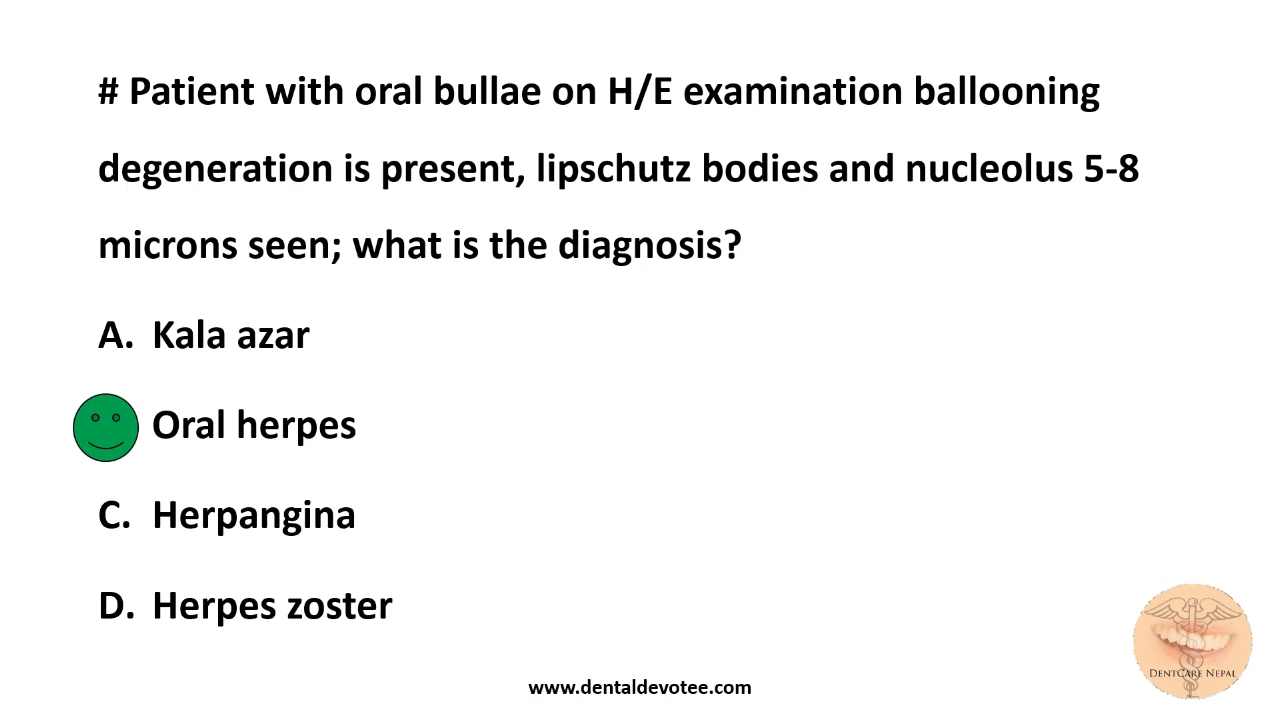 # Patient with oral bullae on H/E examination ballooning
degeneration is present, lipschutz bodies and nucleolus 5-8
microns seen; what is the diagnosis?
A. Kala azar
Oral herpes
C. Herpangina
D. Herpes zoster
DENTCARE NEPAL
www.dentaldevotee.com